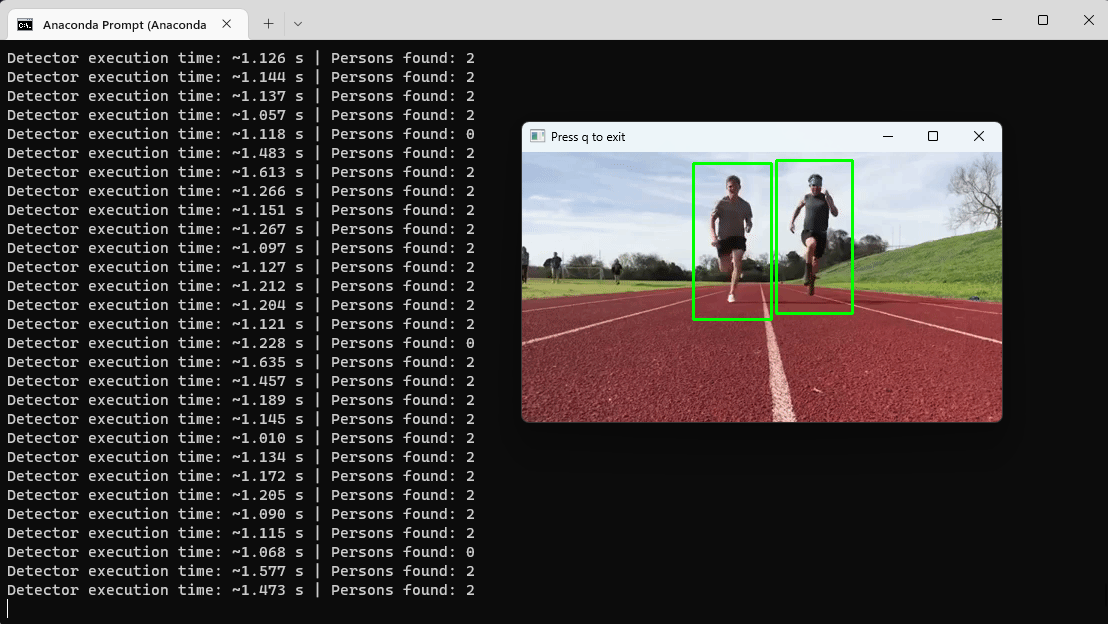 Anaconda Prompt (Anaconda
Detector execution time: ~1.126 s | Persons found: 2
Detector execution time: ~1.144 s | Persons found: 2
Detector execution time: ~1.137 s | Persons found: 2
Detector execution time: ~1.057 s | Persons found: 2
Detector execution time: ~1.118 s | Persons found: 0
Detector execution time: ~1.483 s | Persons found: 2
Detector execution time: ~1.613 s | Persons found: 2
Detector execution time: ~1.266 s | Persons found: 2
Detector execution time: ~1.151 s | Persons found: 2
Detector execution time: ~1.267 s | Persons found: 2
Detector execution time: ~1.097 s | Persons found: 2
Detector execution time: ~1.127 s | Persons found: 2
Detector execution time: ~1.212 s | Persons found: 2
Detector execution time: ~1.204 s | Persons found: 2
Detector execution time: ~1.121 s | Persons found: 2
Detector execution time: ~1.228 s | Persons found: 0
Detector execution time: ~1.635 s | Persons found: 2
Detector execution time: ~1.457 s | Persons found: 2
Detector execution time: ~1.189 s | Persons found: 2
Detector execution time: ~1.145 s | Persons found: 2
Detector execution time: ~1.010 s | Persons found: 2
Detector execution time: ~1.134 s | Persons found: 2
Detector execution time: ~1.172 s | Persons found: 2
Detector execution time: ~1.205 s | Persons found: 2
Detector execution time: ~1.090 s | Persons found: 2
Detector execution time: ~1.115 s | Persons found: 2
Detector execution time: ~1.068 s | Persons found: 0
Detector execution time: ~1.577 s | Persons found: 2
Detector execution time: ~1.473 s | Persons found: 2
Press q to exit